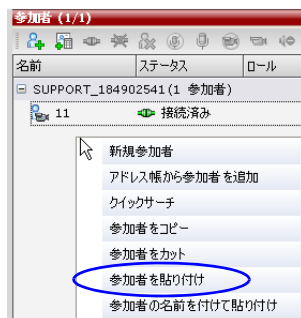 参加者 (1/1)
名前 ステータス ロール
SUPPORT_184902541 (1 参加者)
11 接続済み
新規参加者
アドレス帳から参加者を追加
クイックサーチ
参加者をコピー
参加者をカット
参加者を貼り付け
参加者の名前を付けて貼り付け